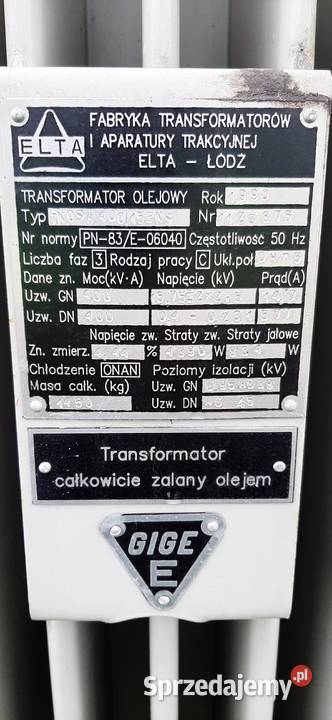 FABRYKA TRANSFORMATORÓW
I APARATURY TRAKCYJNEJ
ELTA – ŁÓDŹ
ELTA
TRANSFORMATOR OLEJOWY Rok 1990
Typ Nr
Nr normy PN-83/E-06040 Częstotliwość 50 Hz
Liczba faz 3 Rodzaj pracy C Ukł.poł
Dane zn. Moc(kV·A) Napięcie (kV) Prąd(A)
Uzw. GN 400
Uzw. DN 400
Napięcie zw. Straty zw. Straty jałowe
Zn. zmierz. % W W
Chłodzenie ONAN Poziomy izolacji (kV)
Masa całk. (kg) Uzw. GN
Uzw. DN
Transformator
całkowicie zalany olejem
GIGE
E
Sprzedajemy.pl